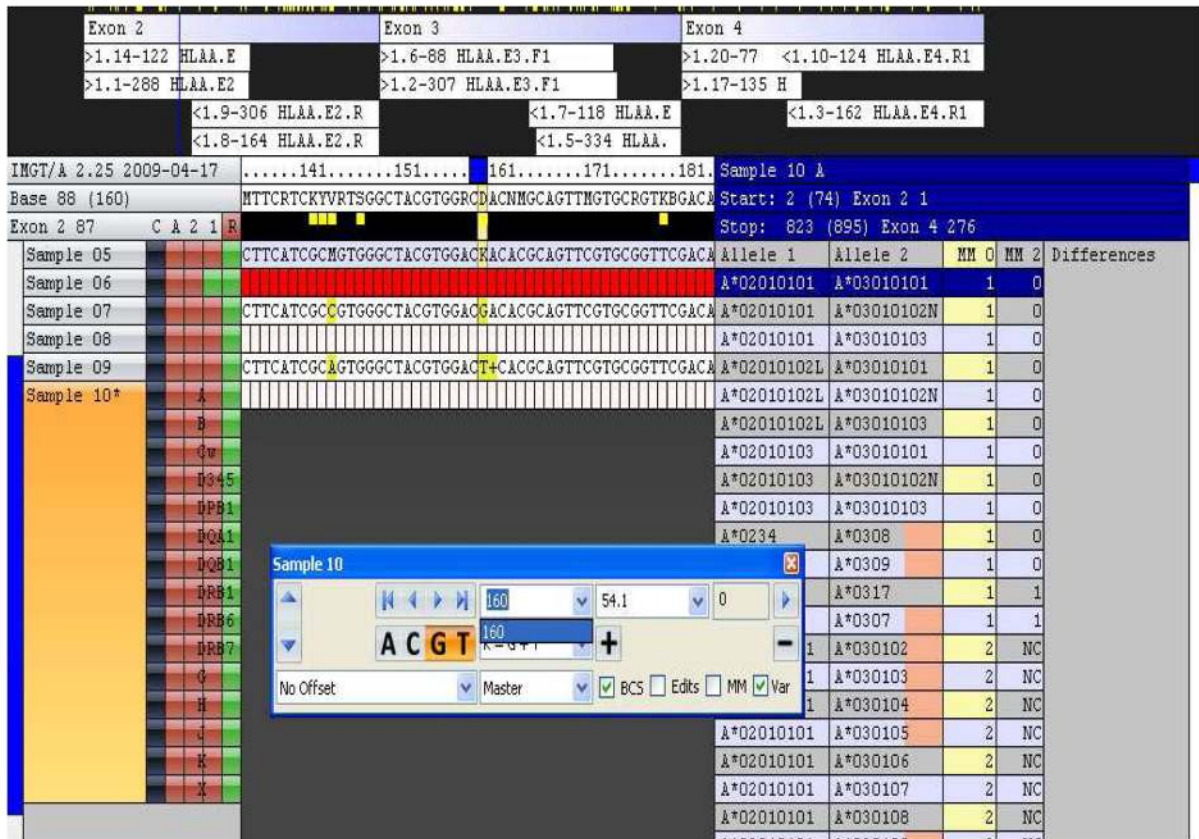 Exon 2 Exon 3 Exon 4
>1.14-122 HLAA.E >1.6-88 HLAA.E3.F1 >1.20-77 <1.10-124 HLAA.E4.R1
>1.1-288 HLAA.E2 >1.2-307 HLAA.E3.F1 >1.17-135 H
<1.9-306 HLAA.E2.R <1.7-118 HLAA.E <1.3-162 HLAA.E4.R1
<1.8-164 HLAA.E2.R <1.5-334 HLAA.
IMGT/A 2.25 2009-04-17 ......141.......151..... 161.......171.......181. Sample 10 A
Base 88 (160) MTTCRTCKYVRTSGGCTACGTGGRCDACNMGCAGTTMGTGCRGTKBGACA Start: 2 (74) Exon 2 1
Exon 2 87 C A 2 1 R Stop: 823 (895) Exon 4 276
Sample 05 CTTCATCGCMGTGGGCTACGTGGACKACACGCAGTTCGTGCGGTTCGACA Allele 1 Allele 2 MM 0 MM 2 Differences
Sample 06 A*02010101 A*03010101 1 0
Sample 07 CTTCATCGCCGTGGGCTACGTGGACGACACGCAGTTCGTGCGGTTCGACA A*02010101 A*03010102N 1 0
Sample 08 A*02010101 A*03010103 1 0
Sample 09 CTTCATCGCAGTGGGCTACGTGGACT+CACGCAGTTCGTGCGGTTCGACA A*02010102L A*03010101 1 0
Sample 10* A A*02010102L A*03010102N 1 0
B A*02010102L A*03010103 1 0
Cw A*02010103 A*03010101 1 0
D345 A*02010103 A*03010102N 1 0
DPB1 A*02010103 A*03010103 1 0
DQA1 A*0234 A*0308 1 0
DQB1 Sample 10 A*0309 1 0
DRB1 160 54.1 0 A*0317 1 1
DRB6 160 A*0307 1 1
DRB7 A C G T + − 1 A*030102 2 NC
G No Offset Master BCS Edits MM Var 1 A*030103 2 NC
H 1 A*030104 2 NC
J A*02010101 A*030105 2 NC
K A*02010101 A*030106 2 NC
X A*02010101 A*030107 2 NC
A*02010101 A*030108 2 NC